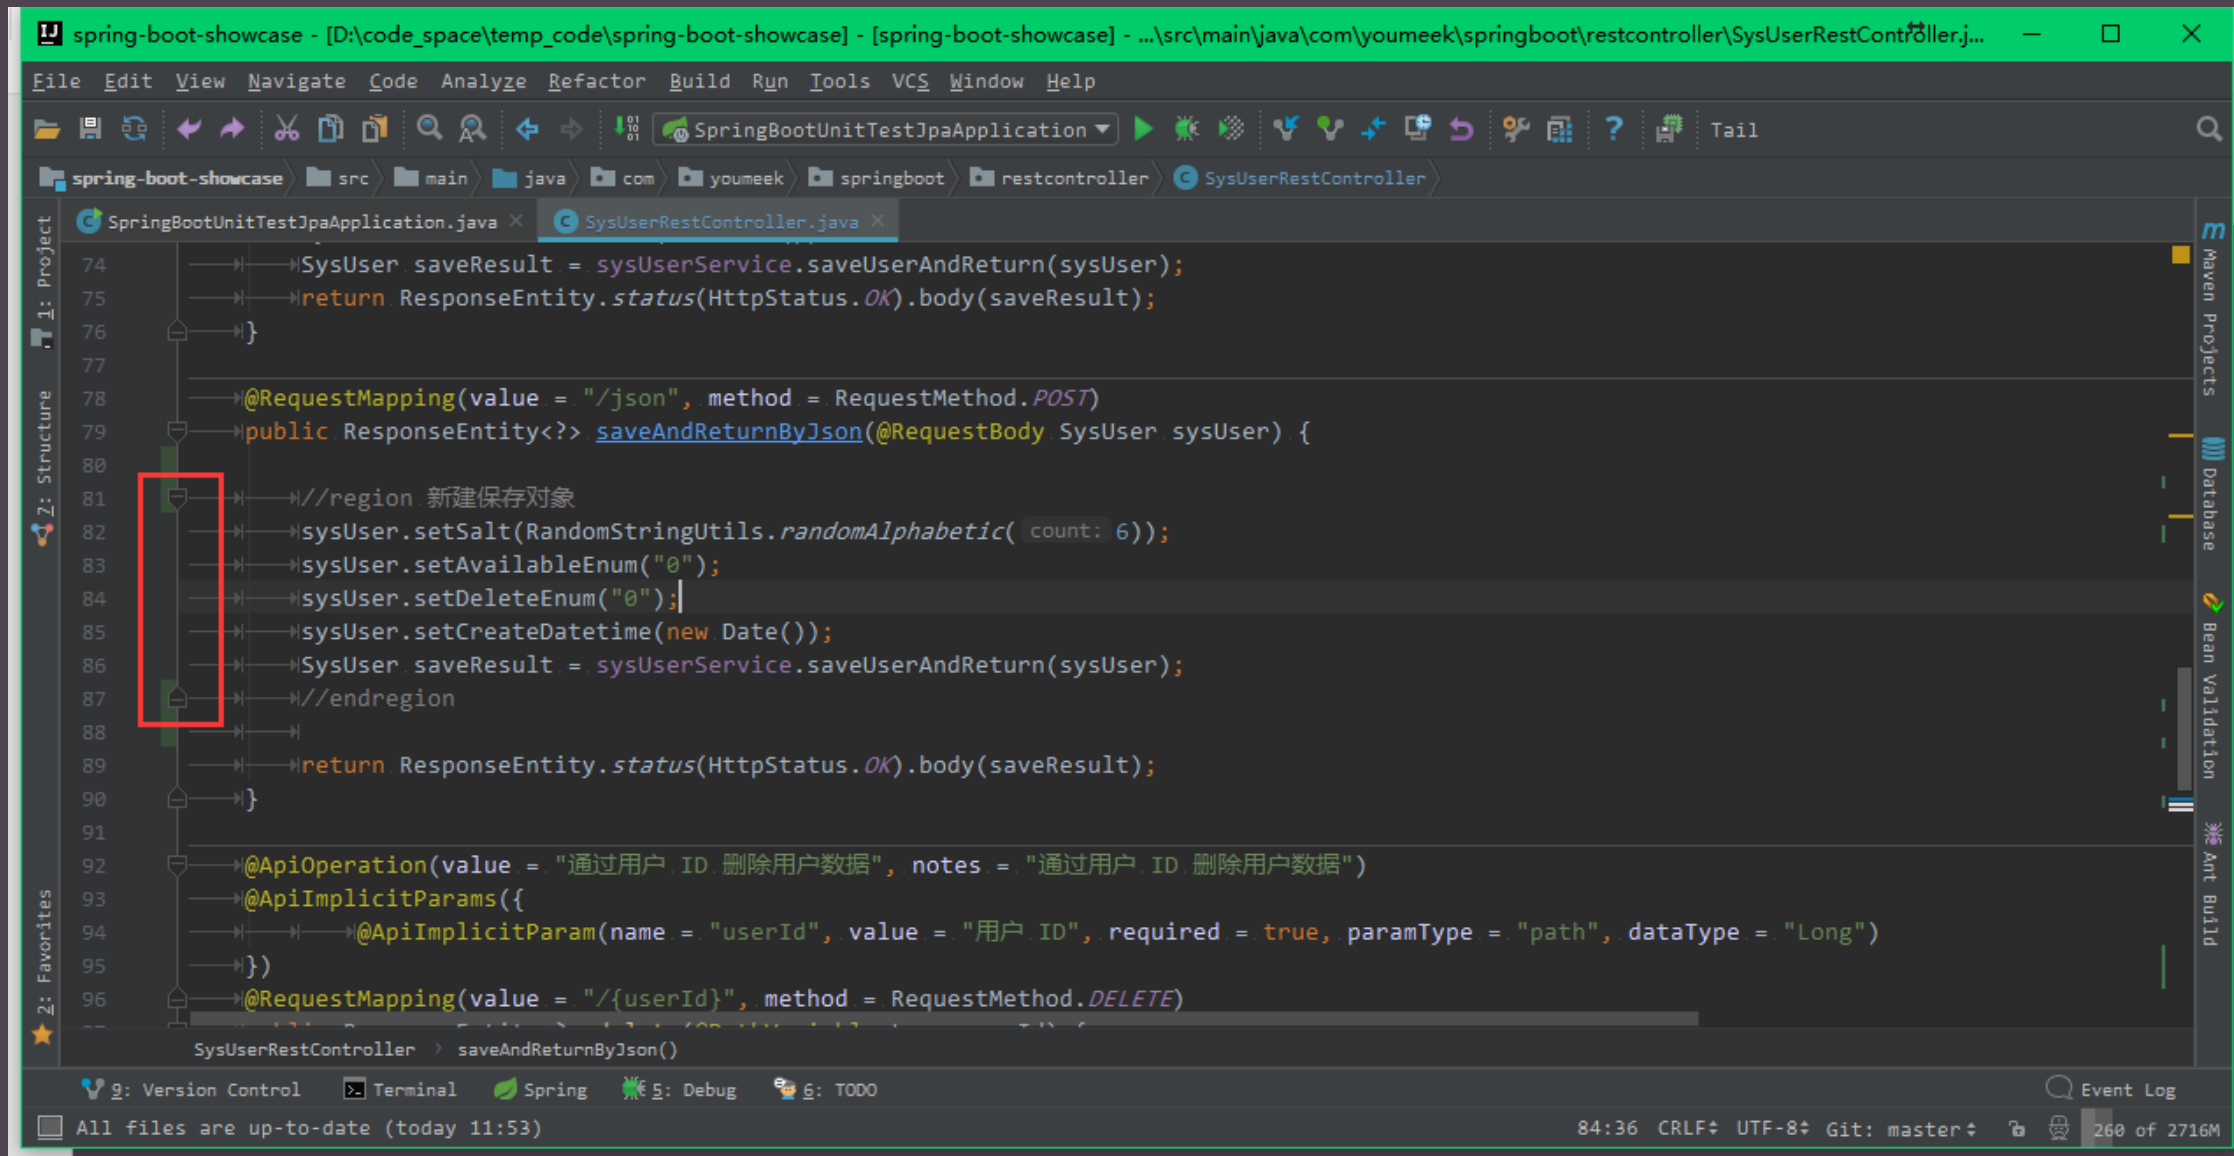 spring-boot-showcase - [D:\code_space\temp_code\spring-boot-showcase] - [spring-boot-showcase] - ...\src\main\java\com\youmeek\springboot\restcontroller\SysUserRestController.j...
File Edit View Navigate Code Analyze Refactor Build Run Tools VCS Window Help
SpringBootUnitTestJpaApplication Tail
spring-boot-showcase src main java com youmeek springboot restcontroller SysUserRestController
SpringBootUnitTestJpaApplication.java SysUserRestController.java
1: Project
7: Structure
2: Favorites
74 SysUser saveResult = sysUserService.saveUserAndReturn(sysUser);
75 return ResponseEntity.status(HttpStatus.OK).body(saveResult);
76 }
77
78 @RequestMapping(value = "/json", method = RequestMethod.POST)
79 public ResponseEntity<?> saveAndReturnByJson(@RequestBody SysUser sysUser) {
80
81 //region 新建保存对象
82 sysUser.setSalt(RandomStringUtils.randomAlphabetic( count: 6));
83 sysUser.setAvailableEnum("0");
84 sysUser.setDeleteEnum("0");
85 sysUser.setCreateDatetime(new Date());
86 SysUser saveResult = sysUserService.saveUserAndReturn(sysUser);
87 //endregion
88
89 return ResponseEntity.status(HttpStatus.OK).body(saveResult);
90 }
91
92 @ApiOperation(value = "通过用户 ID 删除用户数据", notes = "通过用户 ID 删除用户数据")
93 @ApiImplicitParams({
94 @ApiImplicitParam(name = "userId", value = "用户 ID", required = true, paramType = "path", dataType = "Long")
95 })
96 @RequestMapping(value = "/{userId}", method = RequestMethod.DELETE)
Maven Projects
Database
Bean Validation
Ant Build
SysUserRestController saveAndReturnByJson()
9: Version Control Terminal Spring 5: Debug 6: TODO Event Log
All files are up-to-date (today 11:53) 84:36 CRLF UTF-8 Git: master 260 of 2716M